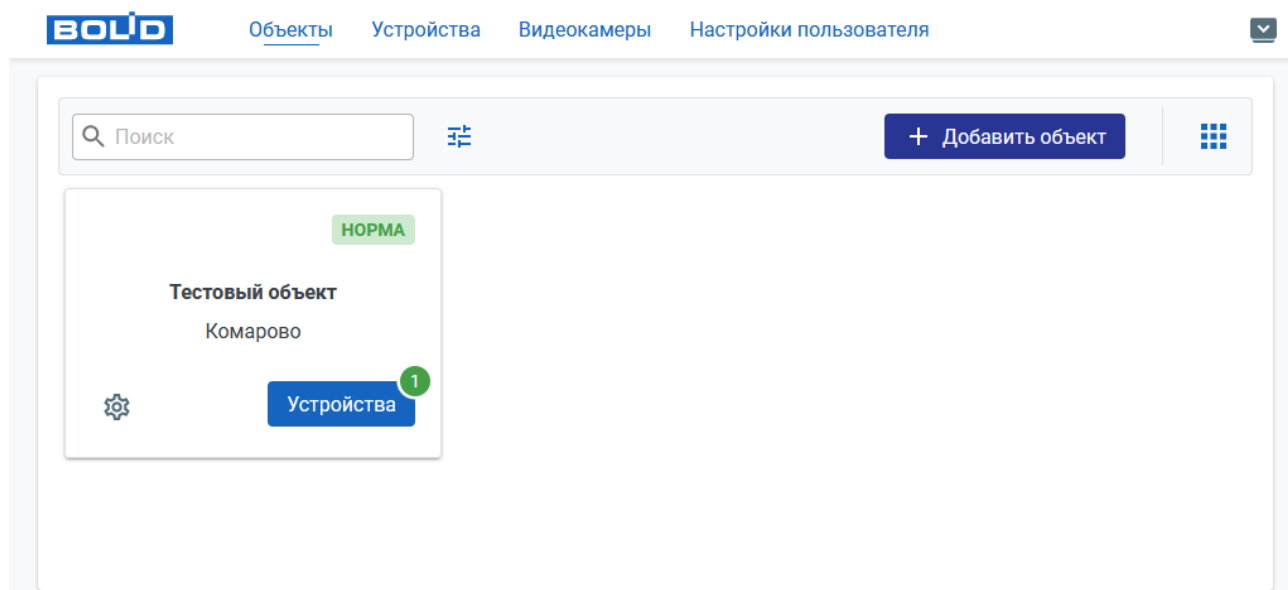 BOLID Объекты Устройства Видеокамеры Настройки пользователя
Поиск + Добавить объект
НОРМА
Тестовый объект
Комарово
1
Устройства